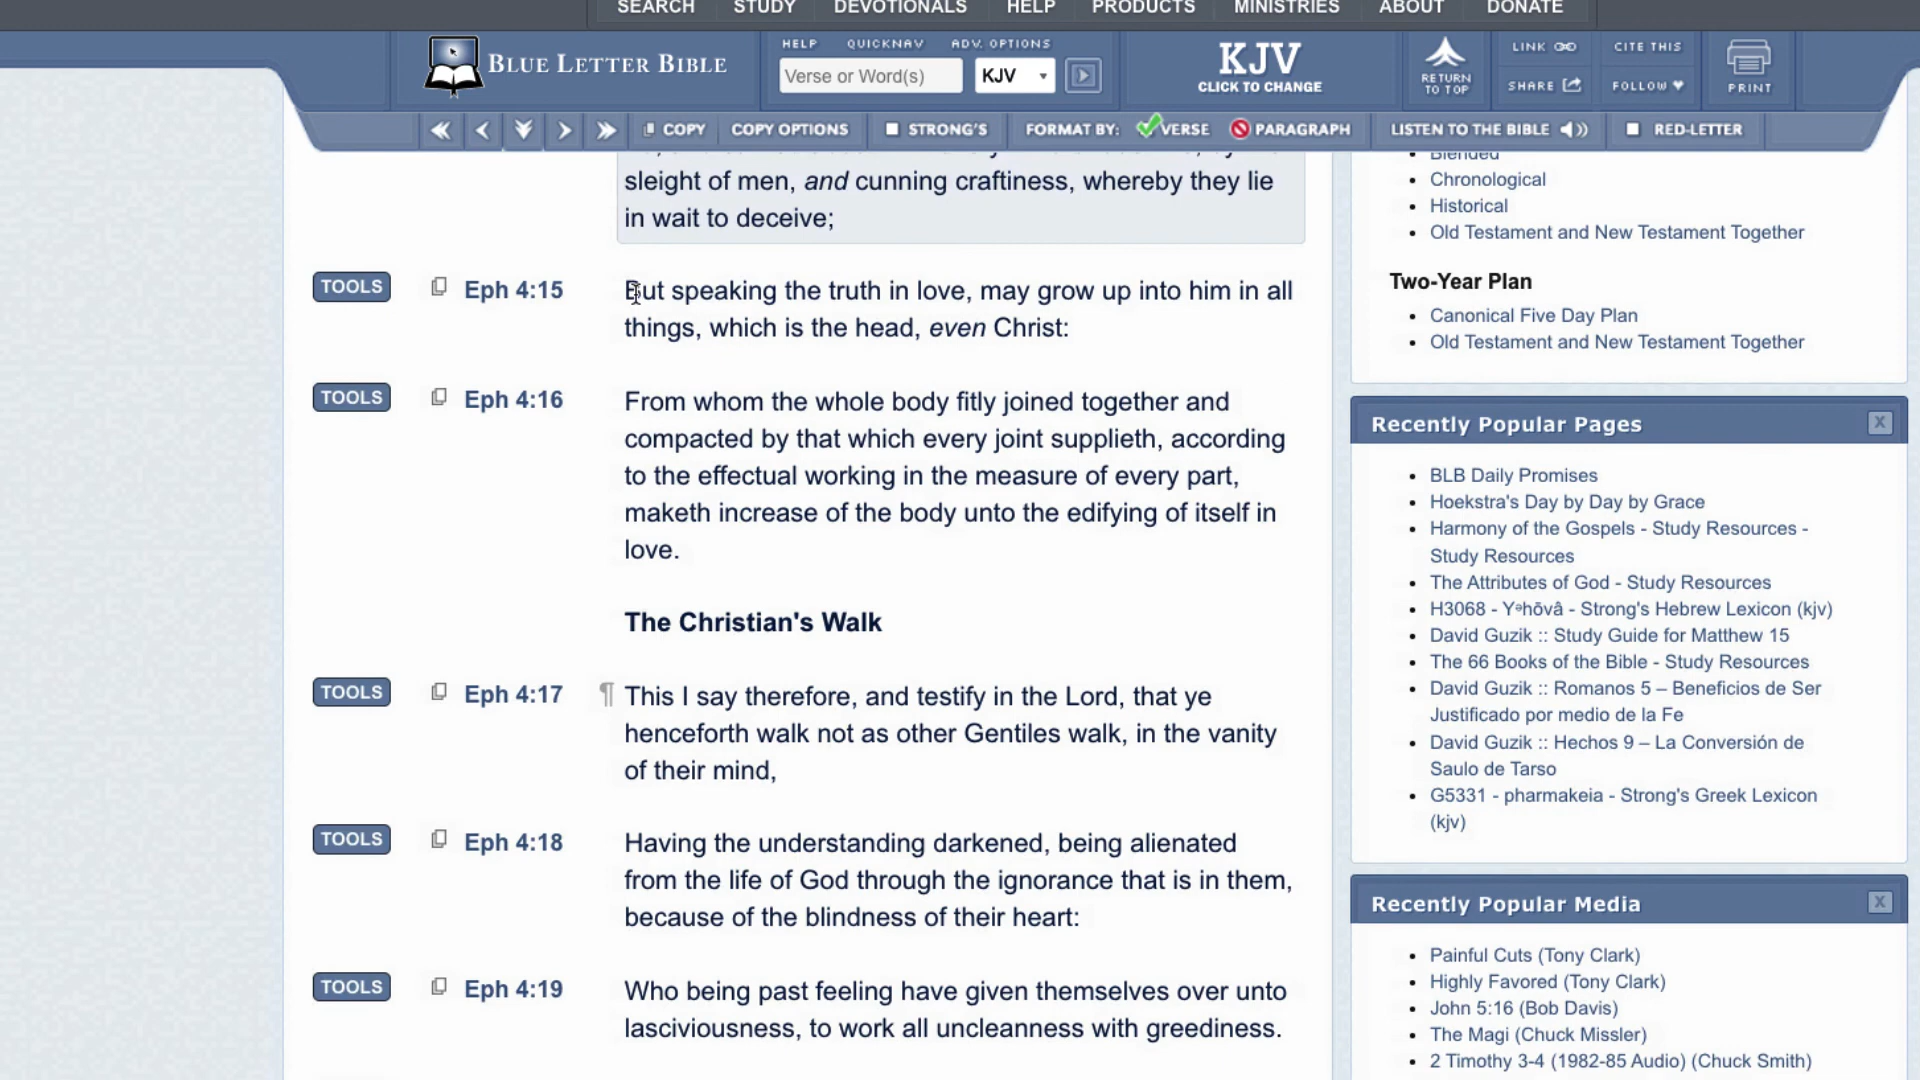 SEARCH STUDY DEVOTIONALS HELP PRODUCTS MINISTRIES ABOUT DONATE
BLUE LETTER BIBLE
HELP QUICKNAV ADV. OPTIONS
Verse or Word(s) KJV
KJV
CLICK TO CHANGE
RETURN
TO TOP
LINK
SHARE
CITE THIS
FOLLOW
PRINT
COPY COPY OPTIONS STRONG'S FORMAT BY: VERSE PARAGRAPH LISTEN TO THE BIBLE RED-LETTER
sleight of men, and cunning craftiness, whereby they lie
in wait to deceive;
TOOLS Eph 4:15 But speaking the truth in love, may grow up into him in all
things, which is the head, even Christ:
TOOLS Eph 4:16 From whom the whole body fitly joined together and
compacted by that which every joint supplieth, according
to the effectual working in the measure of every part,
maketh increase of the body unto the edifying of itself in
love.
The Christian's Walk
TOOLS Eph 4:17 ¶ This I say therefore, and testify in the Lord, that ye
henceforth walk not as other Gentiles walk, in the vanity
of their mind,
TOOLS Eph 4:18 Having the understanding darkened, being alienated
from the life of God through the ignorance that is in them,
because of the blindness of their heart:
TOOLS Eph 4:19 Who being past feeling have given themselves over unto
lasciviousness, to work all uncleanness with greediness.
Blended
Chronological
Historical
Old Testament and New Testament Together
Two-Year Plan
Canonical Five Day Plan
Old Testament and New Testament Together
Recently Popular Pages
BLB Daily Promises
Hoekstra's Day by Day by Grace
Harmony of the Gospels - Study Resources -
Study Resources
The Attributes of God - Study Resources
H3068 - Yᵊhōvâ - Strong's Hebrew Lexicon (kjv)
David Guzik :: Study Guide for Matthew 15
The 66 Books of the Bible - Study Resources
David Guzik :: Romanos 5 – Beneficios de Ser
Justificado por medio de la Fe
David Guzik :: Hechos 9 – La Conversión de
Saulo de Tarso
G5331 - pharmakeia - Strong's Greek Lexicon
(kjv)
Recently Popular Media
Painful Cuts (Tony Clark)
Highly Favored (Tony Clark)
John 5:16 (Bob Davis)
The Magi (Chuck Missler)
2 Timothy 3-4 (1982-85 Audio) (Chuck Smith)